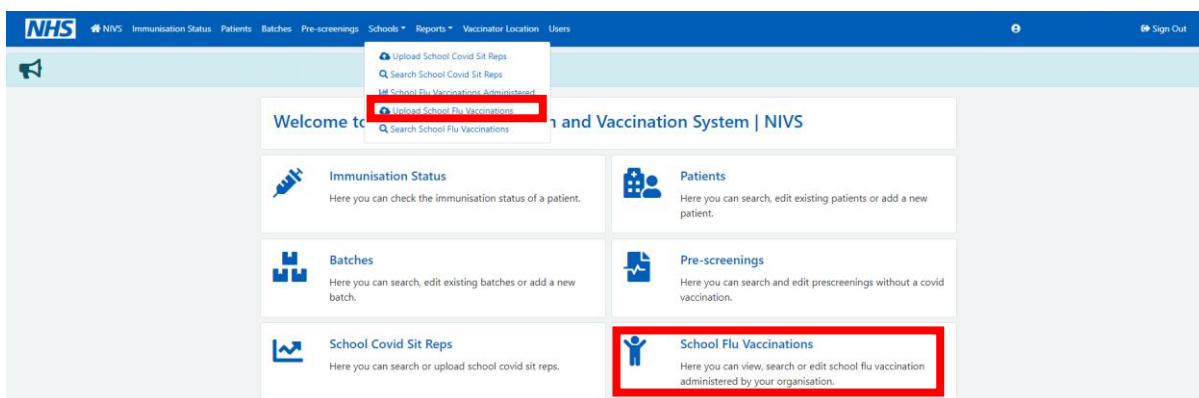 NHS NIVS Immunisation Status Patients Batches Pre-screenings Schools Reports Vaccinator Location Users Sign Out
Upload School Covid Sit Reps
Search School Covid Sit Reps
School Flu Vaccinations Administered
Upload School Flu Vaccinations
Search School Flu Vaccinations
Welcome to n and Vaccination System | NIVS
Immunisation Status
Here you can check the immunisation status of a patient.
Patients
Here you can search, edit existing patients or add a new
patient.
Batches
Here you can search, edit existing batches or add a new
batch.
Pre-screenings
Here you can search and edit prescreenings without a covid
vaccination.
School Covid Sit Reps
Here you can search or upload school covid sit reps.
School Flu Vaccinations
Here you can view, search or edit school flu vaccination
administered by your organisation.